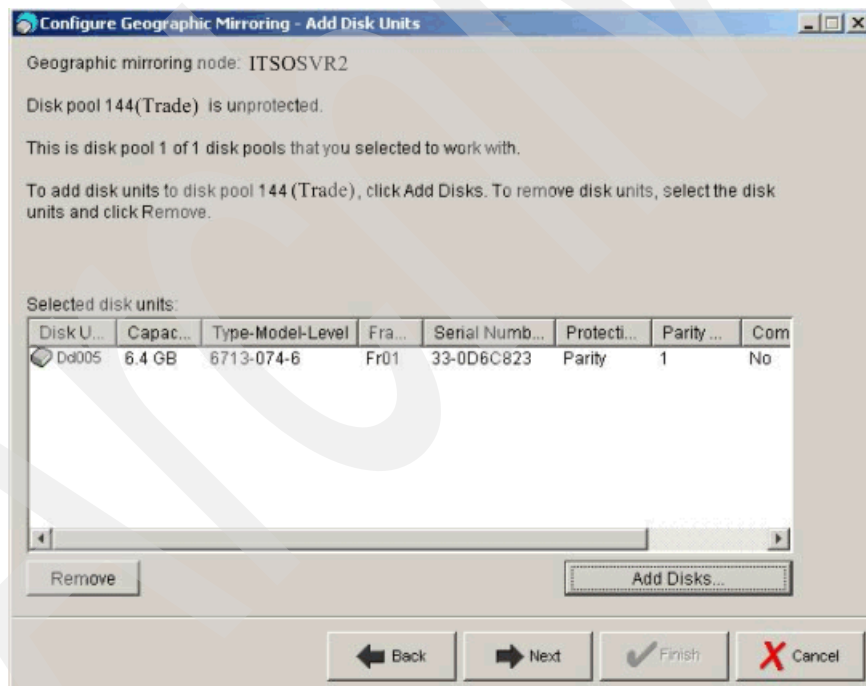 Configure Geographic Mirroring - Add Disk Units
Geographic mirroring node: ITSOSVR2
Disk pool 144(Trade) is unprotected.
This is disk pool 1 of 1 disk pools that you selected to work with.
To add disk units to disk pool 144 (Trade), click Add Disks. To remove disk units, select the disk
units and click Remove.
Selected disk units:
Disk U... Capac... Type-Model-Level Fra... Serial Numb... Protecti... Parity ... Com
Dd005 6.4 GB 6713-074-6 Fr01 33-0D6C823 Parity 1 No
Remove Add Disks...
Back Next Finish Cancel